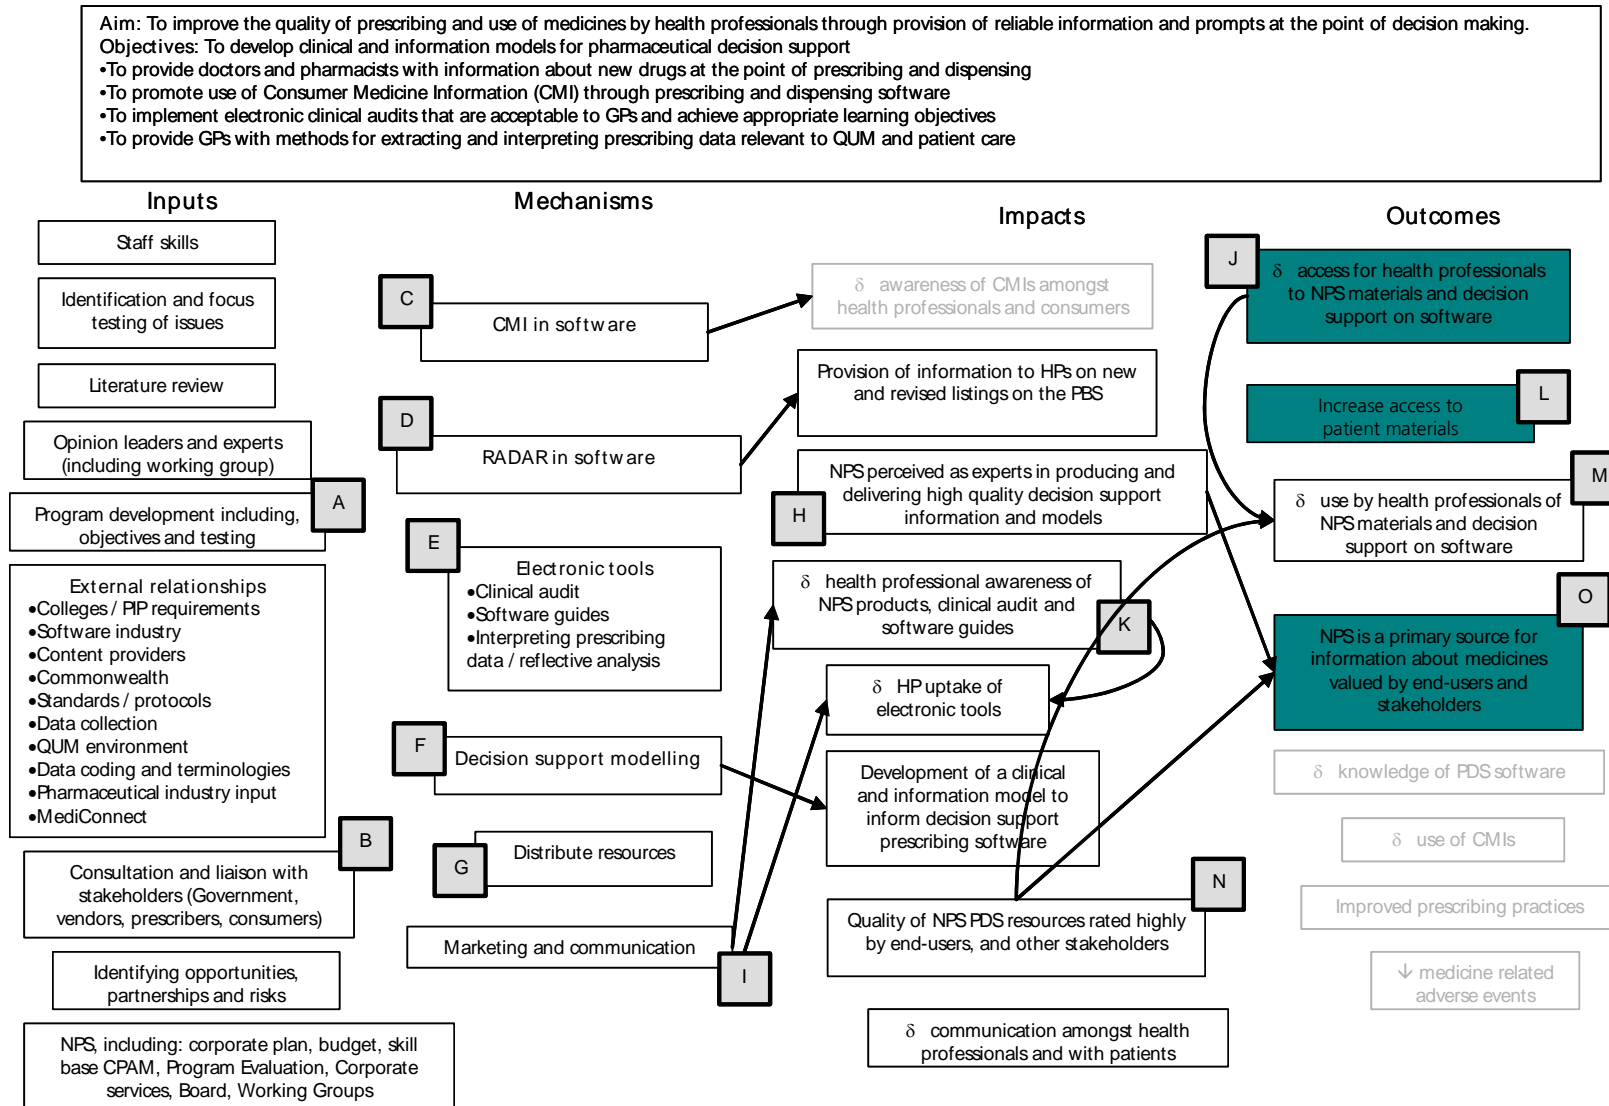 Aim: To improve the quality of prescribing and use of medicines by health professionals through provision of reliable information and prompts at the point of decision making.
Objectives: To develop clinical and information models for pharmaceutical decision support
•To provide doctors and pharmacists with information about new drugs at the point of prescribing and dispensing
•To promote use of Consumer Medicine Information (CMI) through prescribing and dispensing software
•To implement electronic clinical audits that are acceptable to GPs and achieve appropriate learning objectives
•To provide GPs with methods for extracting and interpreting prescribing data relevant to QUM and patient care
Inputs
Staff skills
Identification and focus
testing of issues
Literature review
Opinion leaders and experts
(including working group)
A
Program development including,
objectives and testing
External relationships
•Colleges / PIP requirements
•Software industry
•Content providers
•Commonwealth
•Standards / protocols
•Data collection
•QUM environment
•Data coding and terminologies
•Pharmaceutical industry input
•MediConnect
B
Consultation and liaison with
stakeholders (Government,
vendors, prescribers, consumers)
Identifying opportunities,
partnerships and risks
NPS, including: corporate plan, budget, skill
base CPAM, Program Evaluation, Corporate
services, Board, Working Groups
Mechanisms
C
CMI in software
D
RADAR in software
E
Electronic tools
•Clinical audit
•Software guides
•Interpreting prescribing
data / reflective analysis
F
Decision support modelling
G
Distribute resources
Marketing and communication
I
Impacts
δ awareness of CMIs amongst
health professionals and consumers
Provision of information to HPs on new
and revised listings on the PBS
H
NPS perceived as experts in producing and
delivering high quality decision support
information and models
δ health professional awareness of
NPS products, clinical audit and
software guides
K
δ HP uptake of
electronic tools
Development of a clinical
and information model to
inform decision support
prescribing software
N
Quality of NPS PDS resources rated highly
by end-users, and other stakeholders
δ communication amongst health
professionals and with patients
Outcomes
J
δ access for health professionals
to NPS materials and decision
support on software
L
Increase access to
patient materials
M
δ use by health professionals of
NPS materials and decision
support on software
O
NPS is a primary source for
information about medicines
valued by end-users and
stakeholders
δ knowledge of PDS software
δ use of CMIs
Improved prescribing practices
↓ medicine related
adverse events